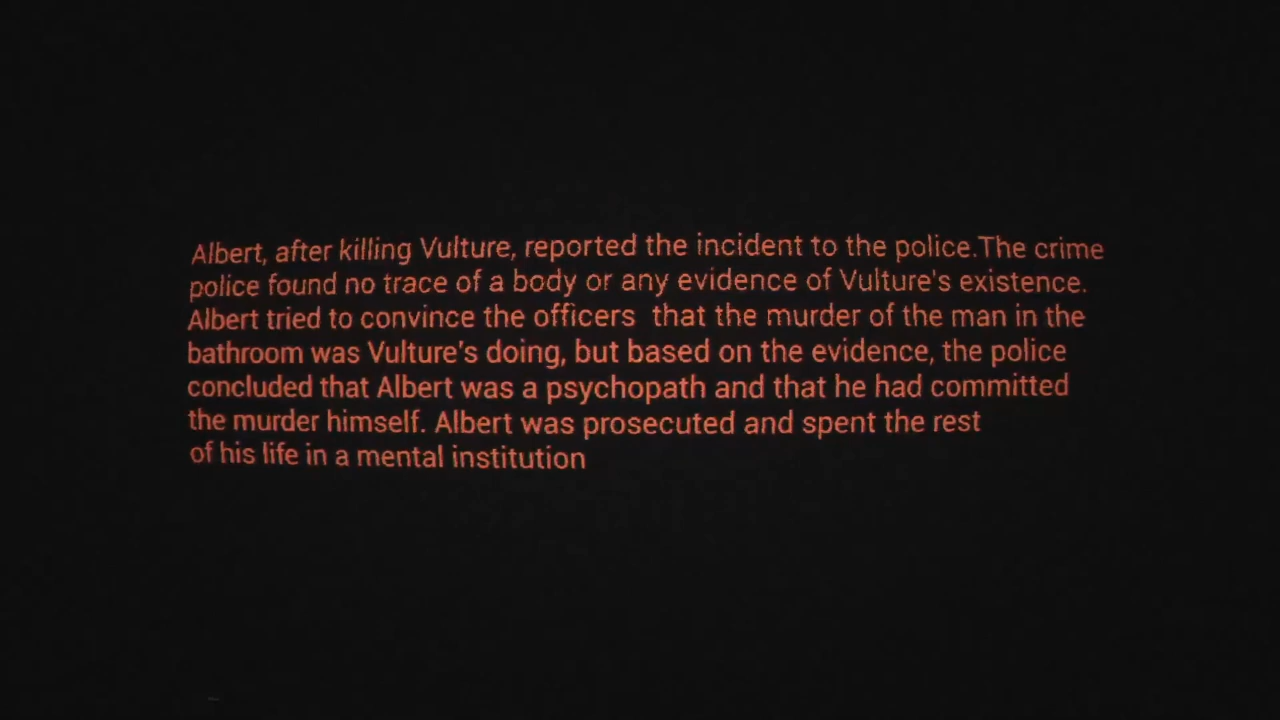 Albert, after killing Vulture, reported the incident to the police.The crime
police found no trace of a body or any evidence of Vulture's existence.
Albert tried to convince the officers  that the murder of the man in the
bathroom was Vulture's doing, but based on the evidence, the police
concluded that Albert was a psychopath and that he had committed
the murder himself. Albert was prosecuted and spent the rest
of his life in a mental institution